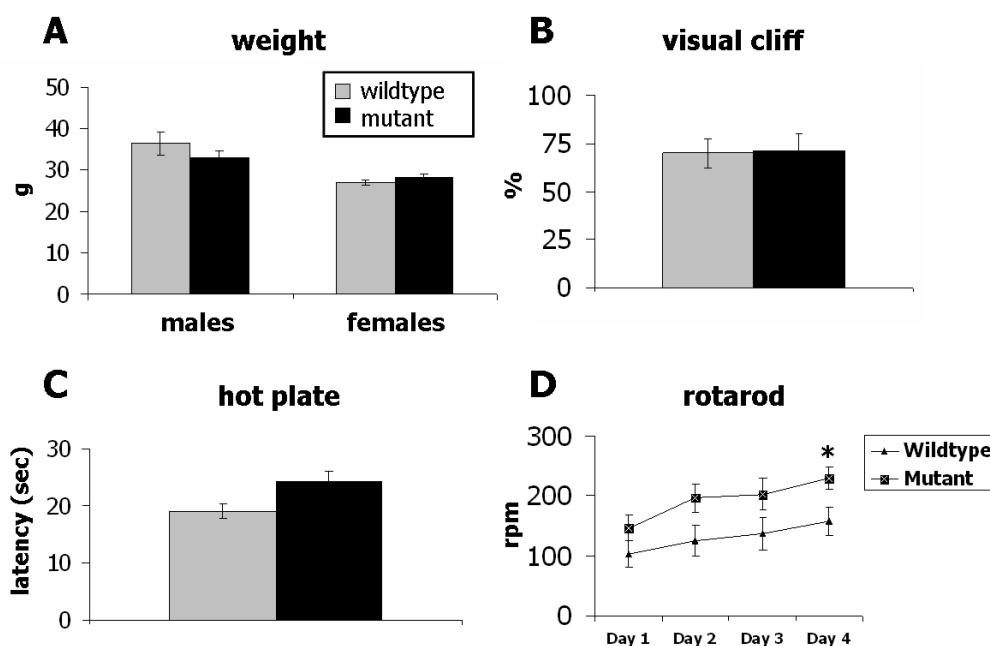 A
weight
g
50
40
30
20
10
0
wildtype
mutant
males females
B
visual cliff
%
100
75
50
25
0
C
hot plate
latency (sec)
30
20
10
0
D
rotarod
rpm
300
200
100
0
*
Wildtype
Mutant
Day 1 Day 2 Day 3 Day 4